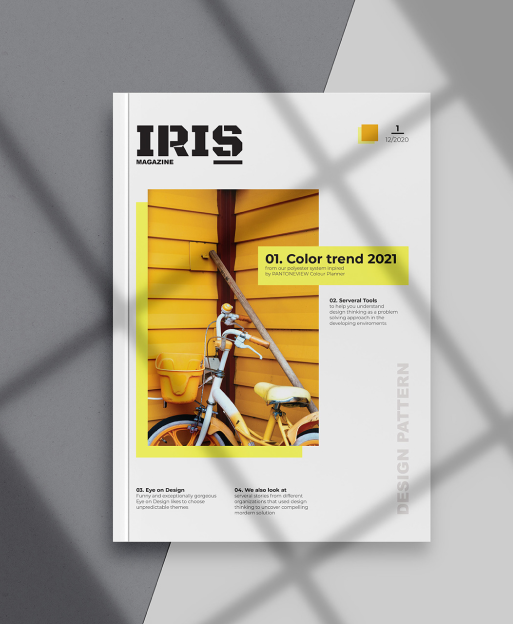 IRIS
MAGAZINE
1
12/2020
01. Color trend 2021
From our polyester system inpired
by PANTONEVIEW Colour Planner
02. Serveral Tools
to help you understand
design thinking as a problem
solving approach in the
developing enviroments
DESIGN PATTERN
03. Eye on Design
Funny and exceptionally gorgeous
Eye on Design likes to choose
unpredictable themes
04. We also look at
serveral stories from different
organizations that used design
thinking to uncover compelling
mordern solution